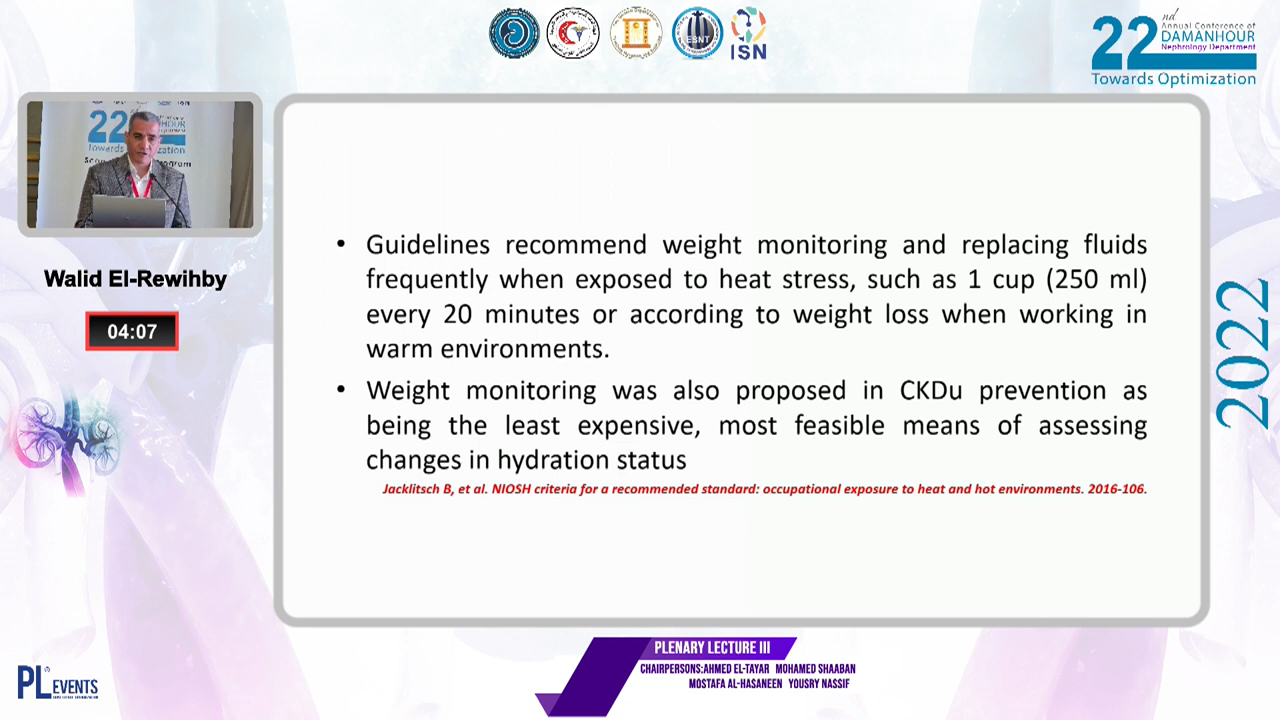 ESNT
ISN
22nd
Annual Conference of
DAMANHOUR
Nephrology Department
Towards Optimization
22
Towards Optimization
Walid El-Rewihby
04:07
• Guidelines recommend weight monitoring and replacing fluids
frequently when exposed to heat stress, such as 1 cup (250 ml)
every 20 minutes or according to weight loss when working in
warm environments.
• Weight monitoring was also proposed in CKDu prevention as
being the least expensive, most feasible means of assessing
changes in hydration status
Jacklitsch B, et al. NIOSH criteria for a recommended standard: occupational exposure to heat and hot environments. 2016-106.
2022
PLENARY LECTURE III
CHAIRPERSONS:AHMED EL-TAYAR MOHAMED SHAABAN
MOSTAFA AL-HASANEEN YOUSRY NASSIF
PL EVENTS